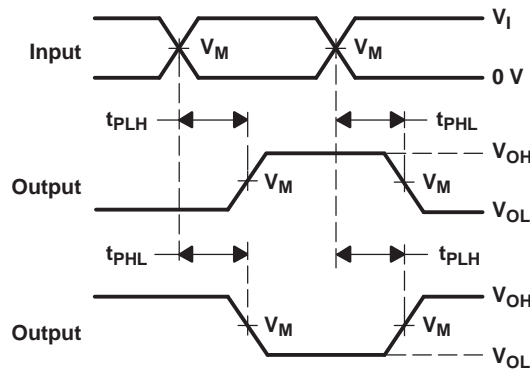 V_I
Input V_M V_M
0 V
t_PLH t_PHL
V_OH
Output V_M V_M
V_OL
t_PHL t_PLH
V_OH
Output V_M V_M
V_OL